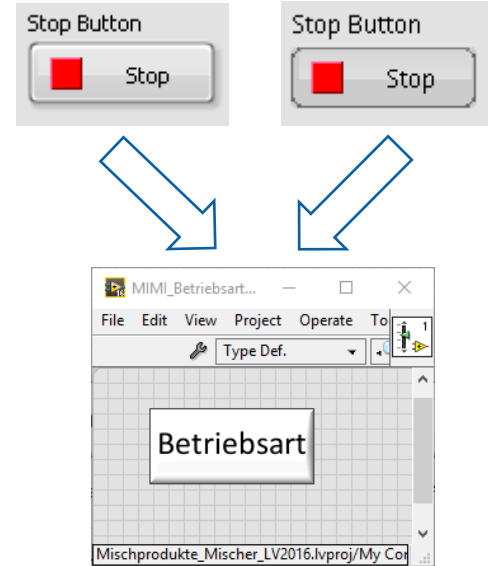 Stop Button
Stop
Stop Button
Stop
MIMI_Betriebsart...
File Edit View Project Operate To
1
Type Def.
Betriebsart
Mischprodukte_Mischer_LV2016.lvproj/My Cor